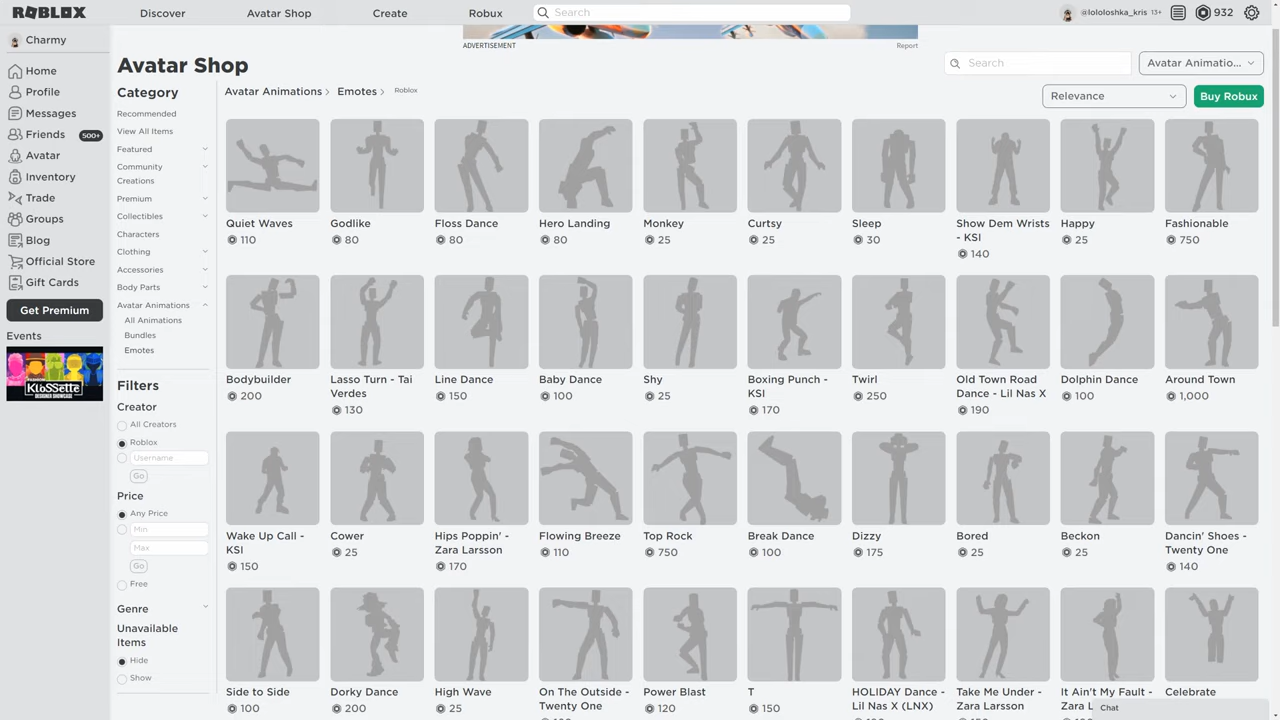 ROBLOX
Discover
Avatar Shop
Create
Robux
Search
@lololoshka_kris 13+
932
Charmy
Home
Profile
Messages
Friends 500+
Avatar
Inventory
Trade
Groups
Blog
Official Store
Gift Cards
Get Premium
Events
KLOSSETTE
DESIGNER SHOWCASE
ADVERTISEMENT
Report
Avatar Shop
Search
Avatar Animatio...
Category
Recommended
View All Items
Featured
Community
Creations
Premium
Collectibles
Characters
Clothing
Accessories
Body Parts
Avatar Animations
All Animations
Bundles
Emotes
Filters
Creator
All Creators
Roblox
Username
Go
Price
Any Price
Min
Max
Go
Free
Genre
Unavailable
Items
Hide
Show
Avatar Animations > Emotes > Roblox
Relevance
Buy Robux
Quiet Waves
110
Godlike
80
Floss Dance
80
Hero Landing
80
Monkey
25
Curtsy
25
Sleep
30
Show Dem Wrists
- KSI
140
Happy
25
Fashionable
750
Bodybuilder
200
Lasso Turn - Tai
Verdes
130
Line Dance
150
Baby Dance
100
Shy
25
Boxing Punch -
KSI
170
Twirl
250
Old Town Road
Dance - Lil Nas X
190
Dolphin Dance
100
Around Town
1,000
Wake Up Call -
KSI
150
Cower
25
Hips Poppin' -
Zara Larsson
170
Flowing Breeze
110
Top Rock
750
Break Dance
100
Dizzy
175
Bored
25
Beckon
25
Dancin' Shoes -
Twenty One
140
Side to Side
100
Dorky Dance
200
High Wave
25
On The Outside -
Twenty One
Power Blast
120
T
150
HOLIDAY Dance -
Lil Nas X (LNX)
Take Me Under -
Zara Larsson
It Ain't My Fault -
Zara L
Celebrate
Chat